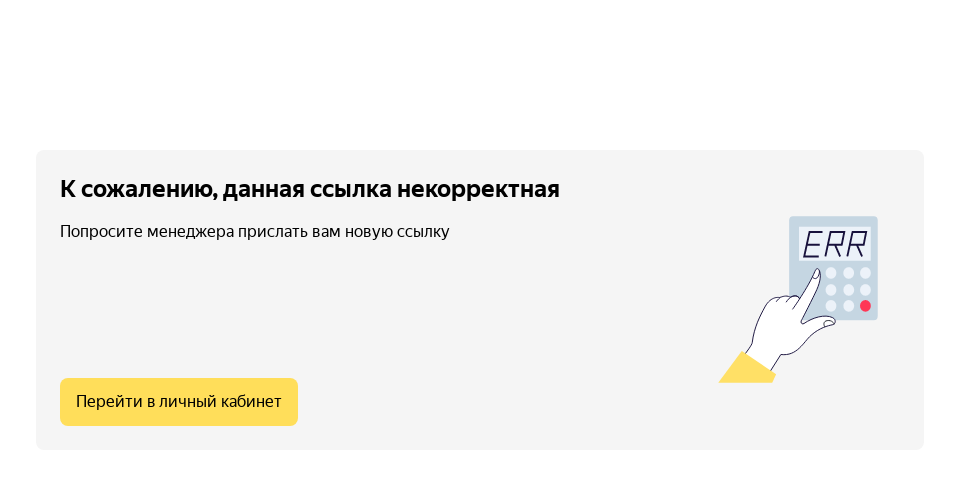 К сожалению, данная ссылка некорректная
Попросите менеджера прислать вам новую ссылку
ERR
Перейти в личный кабинет